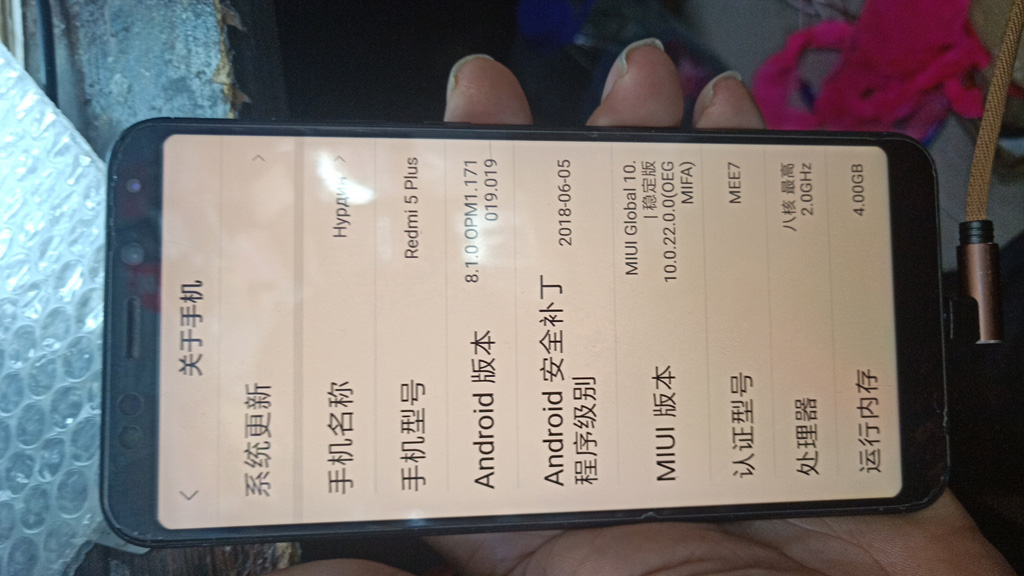 关于手机
系统更新
手机名称
手机型号 Redmi 5 Plus
Android 版本 8.1.0 OPM1.171
019.019
Android 安全补丁
程序级别 2018-06-05
MIUI 版本 MIUI Global 10.
| 稳定版
10.0.22.0.0(OEG
MIFA)
认证型号 MEE7
处理器 八核 最高
2.0GHz
运行内存 4.00GB